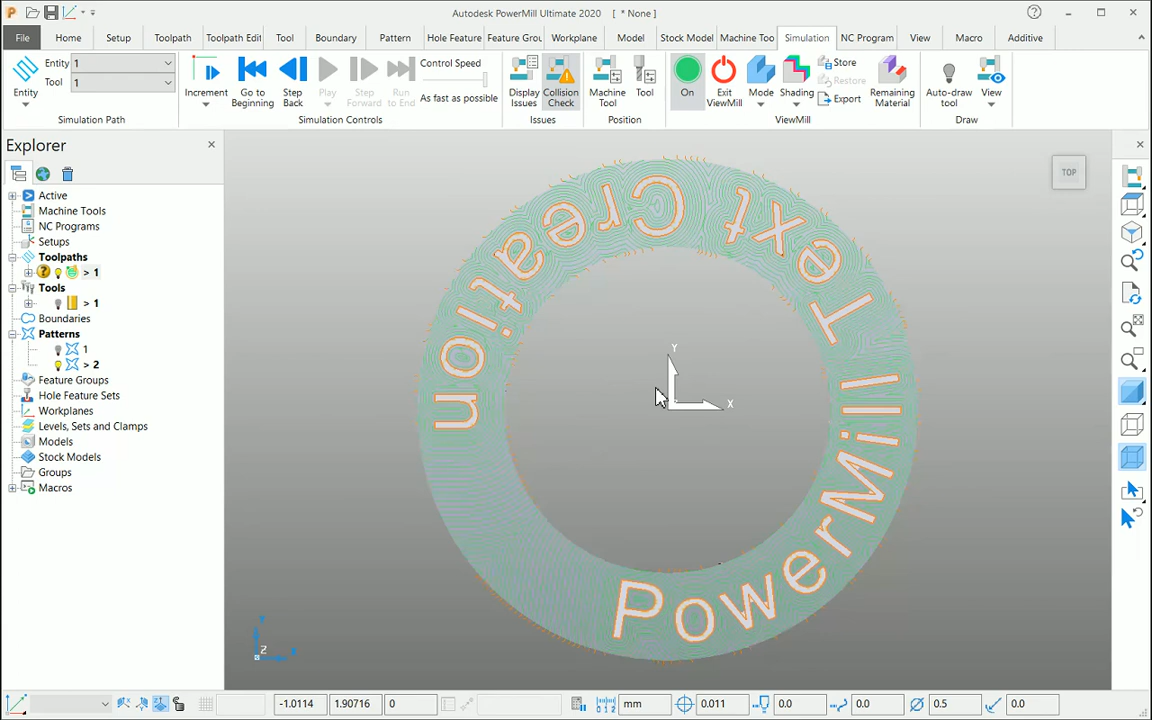 Autodesk PowerMill Ultimate 2020    [ * None ]
File Home Setup Toolpath Toolpath Edit Tool Boundary Pattern Hole Feature Feature Grou Workplane Model Stock Model Machine Too Simulation NC Program View Macro Additive
Entity 1
Tool 1
Entity
Simulation Path
Increment
Go to Beginning
Step Back
Play
Step Forward
Run to End
Control Speed
As fast as possible
Simulation Controls
Display Issues
Collision Check
Issues
Machine Tool
Tool
Position
On
Exit ViewMill
Mode
Shading
Store
Restore
Export
Remaining Material
ViewMill
Auto-draw tool
View
Draw
Explorer
Active
Machine Tools
NC Programs
Setups
Toolpaths
> 1
Tools
> 1
Boundaries
Patterns
1
> 2
Feature Groups
Hole Feature Sets
Workplanes
Levels, Sets and Clamps
Models
Stock Models
Groups
Macros
TOP
PowerMill Text Creation
Y
X
Z
-1.0114 1.90716 0 mm 0.011 0.0 0.0 0.5 0.0